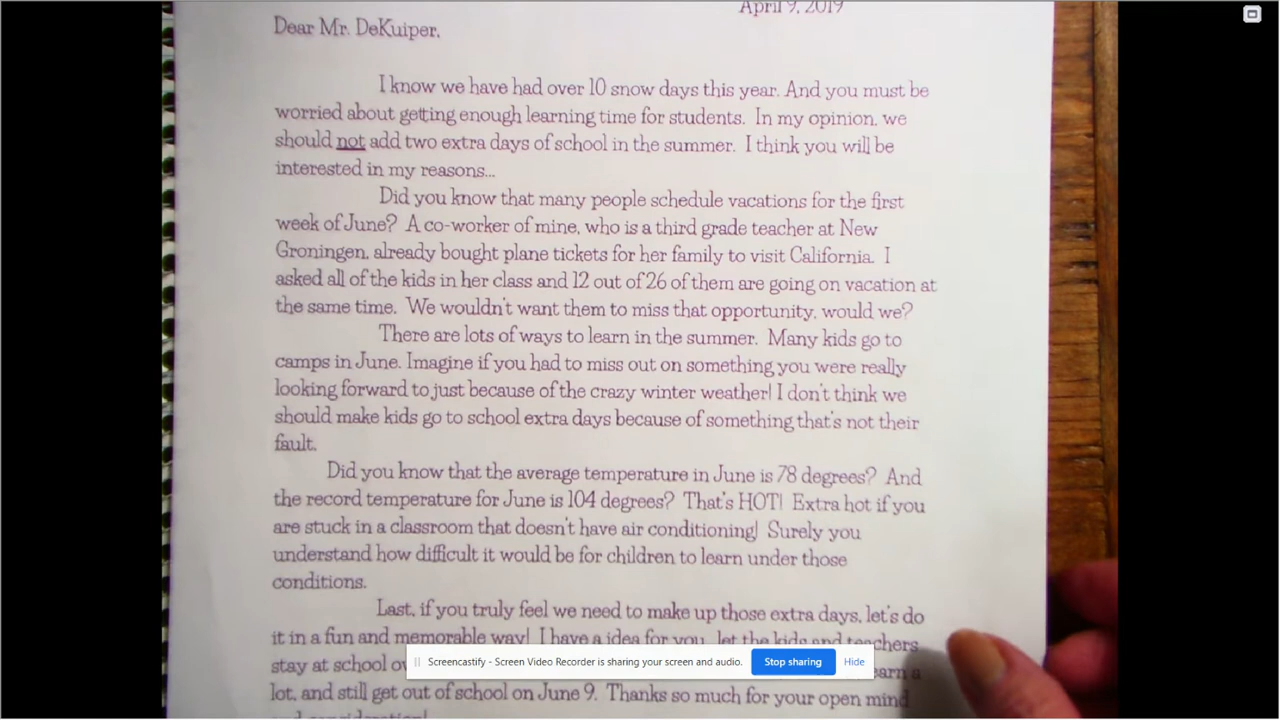 April 9, 2019
Dear Mr. DeKuiper,
I know we have had over 10 snow days this year. And you must be
worried about getting enough learning time for students. In my opinion, we
should not add two extra days of school in the summer. I think you will be
interested in my reasons...
Did you know that many people schedule vacations for the first
week of June? A co-worker of mine, who is a third grade teacher at New
Groningen, already bought plane tickets for her family to visit California. I
asked all of the kids in her class and 12 out of 26 of them are going on vacation at
the same time. We wouldn't want them to miss that opportunity, would we?
There are lots of ways to learn in the summer. Many kids go to
camps in June. Imagine if you had to miss out on something you were really
looking forward to just because of the crazy winter weather! I don't think we
should make kids go to school extra days because of something that's not their
fault.
Did you know that the average temperature in June is 78 degrees? And
the record temperature for June is 104 degrees? That's HOT! Extra hot if you
are stuck in a classroom that doesn't have air conditioning! Surely you
understand how difficult it would be for children to learn under those
conditions.
Last, if you truly feel we need to make up those extra days, let's do
it in a fun and memorable way! I have a idea for you, let the kids and teachers
stay at school
Screencastify - Screen Video Recorder is sharing your screen and audio.
Stop sharing
Hide
a
lot, and still get out of school on June 9. Thanks so much for your open mind